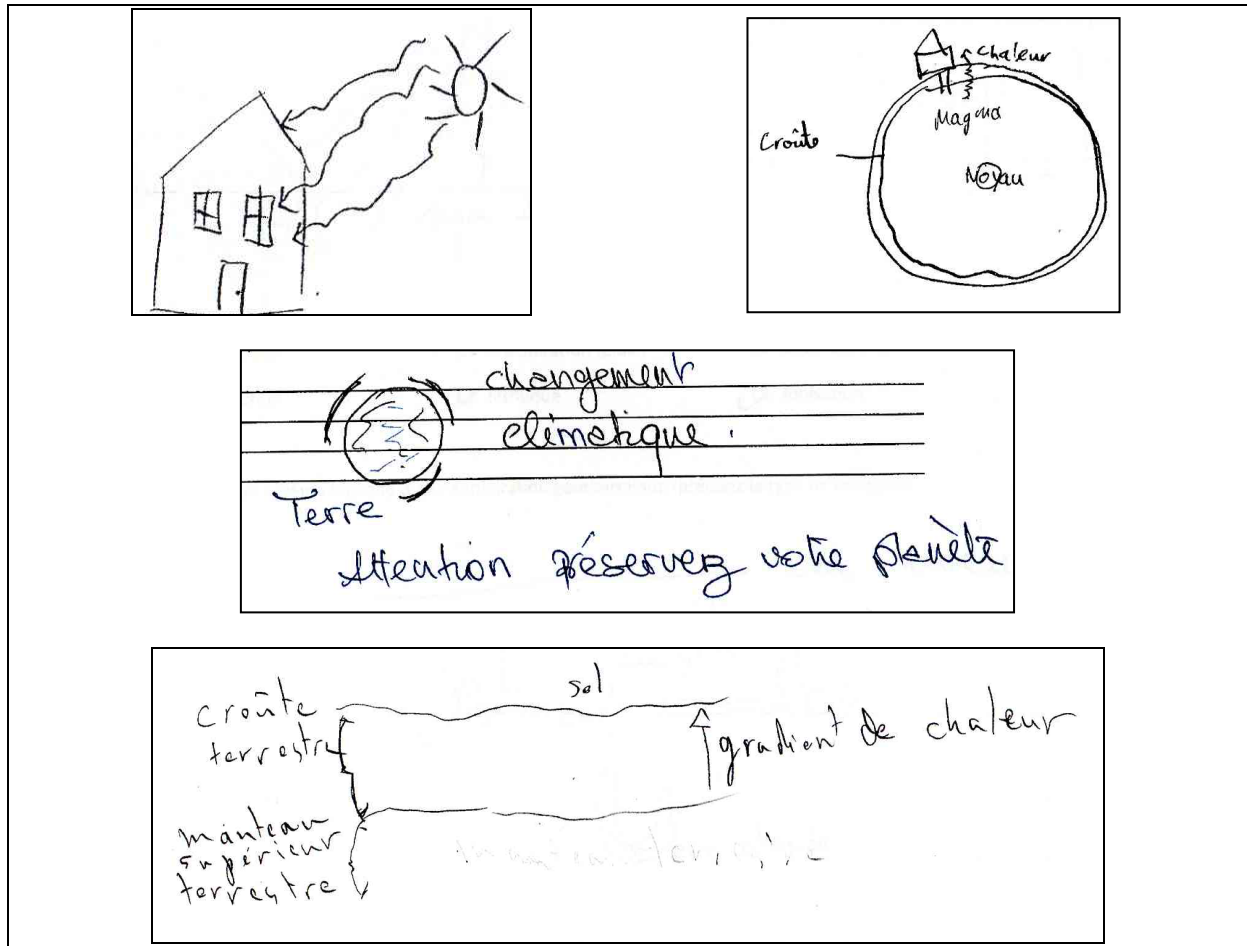 chaleur
Magma
Croûte
Noyau
changement
climatique.
Terre
Attention préservez votre planète
sol
croûte
terrestre
gradient de chaleur
manteau
supérieur
terrestre